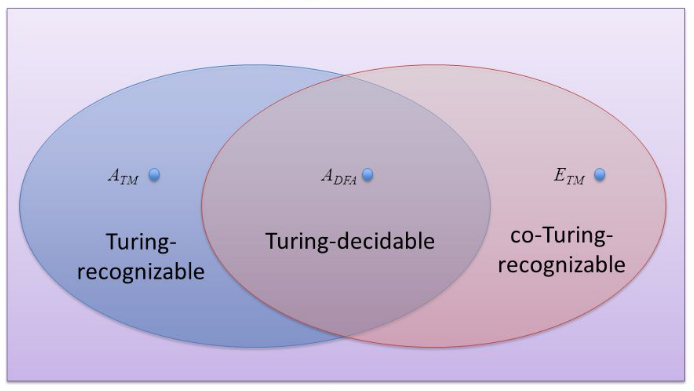 A_TM
A_DFA
E_TM
Turing-
recognizable
Turing-decidable
co-Turing-
recognizable